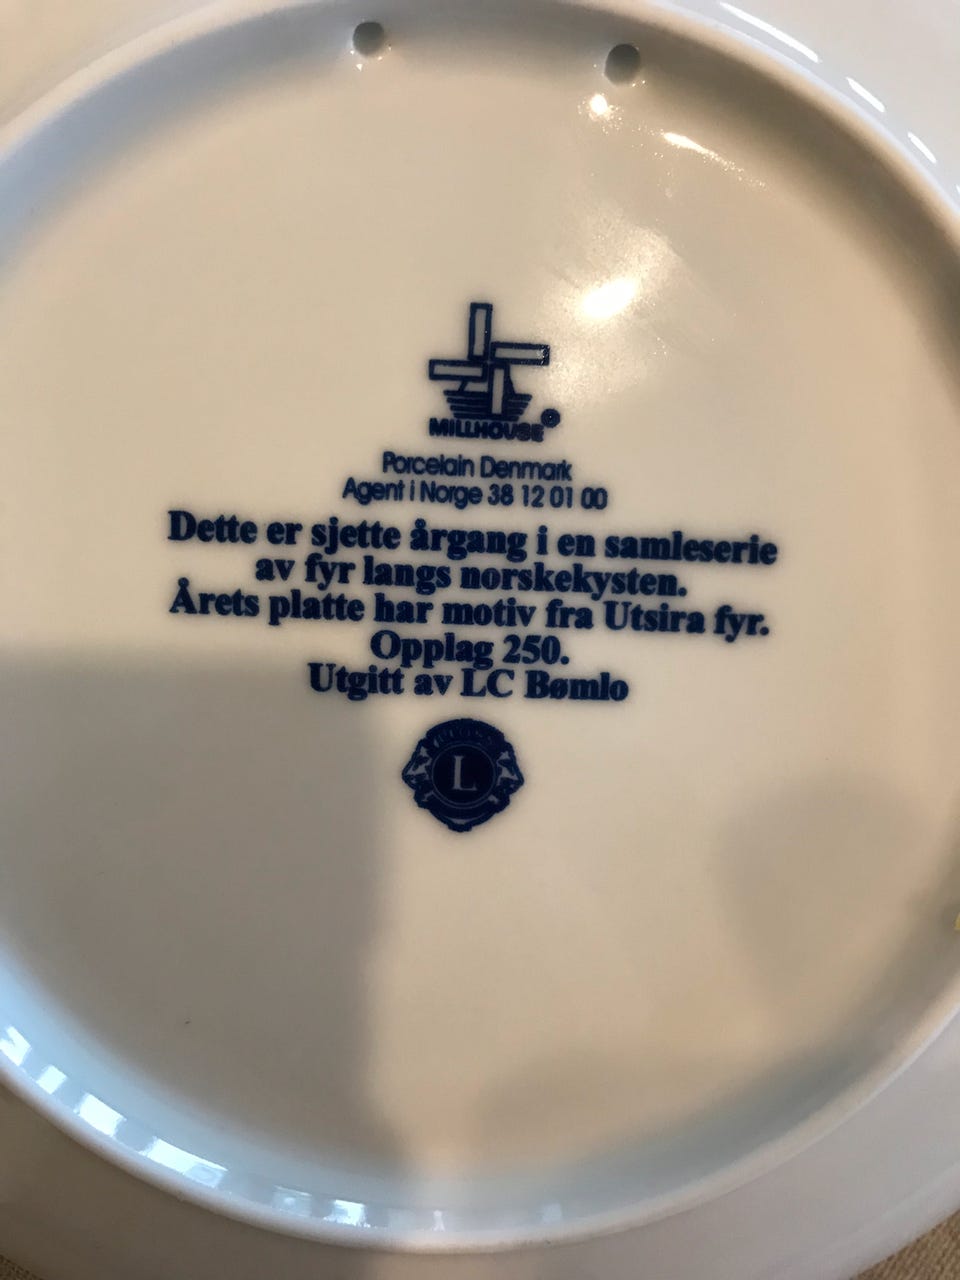 MILLHOUSE
Porcelain Denmark
Agent i Norge 38 12 01 00
Dette er sjette årgang i en samleserie
av fyr langs norskekysten.
Årets platte har motiv fra Utsira fyr.
Opplag 250.
Utgitt av LC Bømlo
L